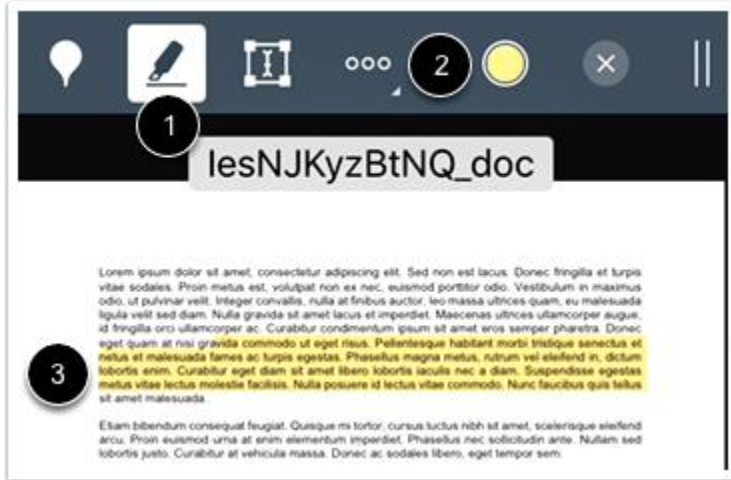 2
1
IesNJKyzBtNQ_doc
Lorem ipsum dolor sit amet, consectetur adipiscing elit. Sed non est lacus. Donec fringilla et turpis
vitae sodales. Proin metus est, volutpat non ex nec, euismod porttitor odio. Vestibulum in maximus
odio, ut pulvinar velit. Integer convallis, nulla at finibus auctor, leo massa ultrices quam, eu malesuada
ligula velit sed diam. Nulla gravida sit amet lacus et imperdiet. Maecenas ultrices ullamcorper augue,
id fringilla orci ullamcorper ac. Curabitur condimentum ipsum sit amet eros semper pharetra. Donec
eget quam at nisi gravida commodo ut eget risus. Pellentesque habitant morbi tristique senectus et
netus et malesuada fames ac turpis egestas. Phasellus magna metus, rutrum vel eleifend in, dictum
3
lobortis enim. Curabitur eget diam sit amet libero lobortis iaculis nec a diam. Suspendisse egestas
metus vitae lectus molestie facilisis. Nulla posuere id lectus vitae commodo. Nunc faucibus quis tellus
sit amet malesuada.
Etiam bibendum consequat feugiat. Quisque mi tortor, cursus luctus nibh sit amet, scelerisque eleifend
arcu. Proin euismod urna at enim elementum imperdiet. Phasellus nec sollicitudin ante. Nullam sed
lobortis justo. Curabitur at vehicula massa. Donec ac sodales libero, eget tempor sem.